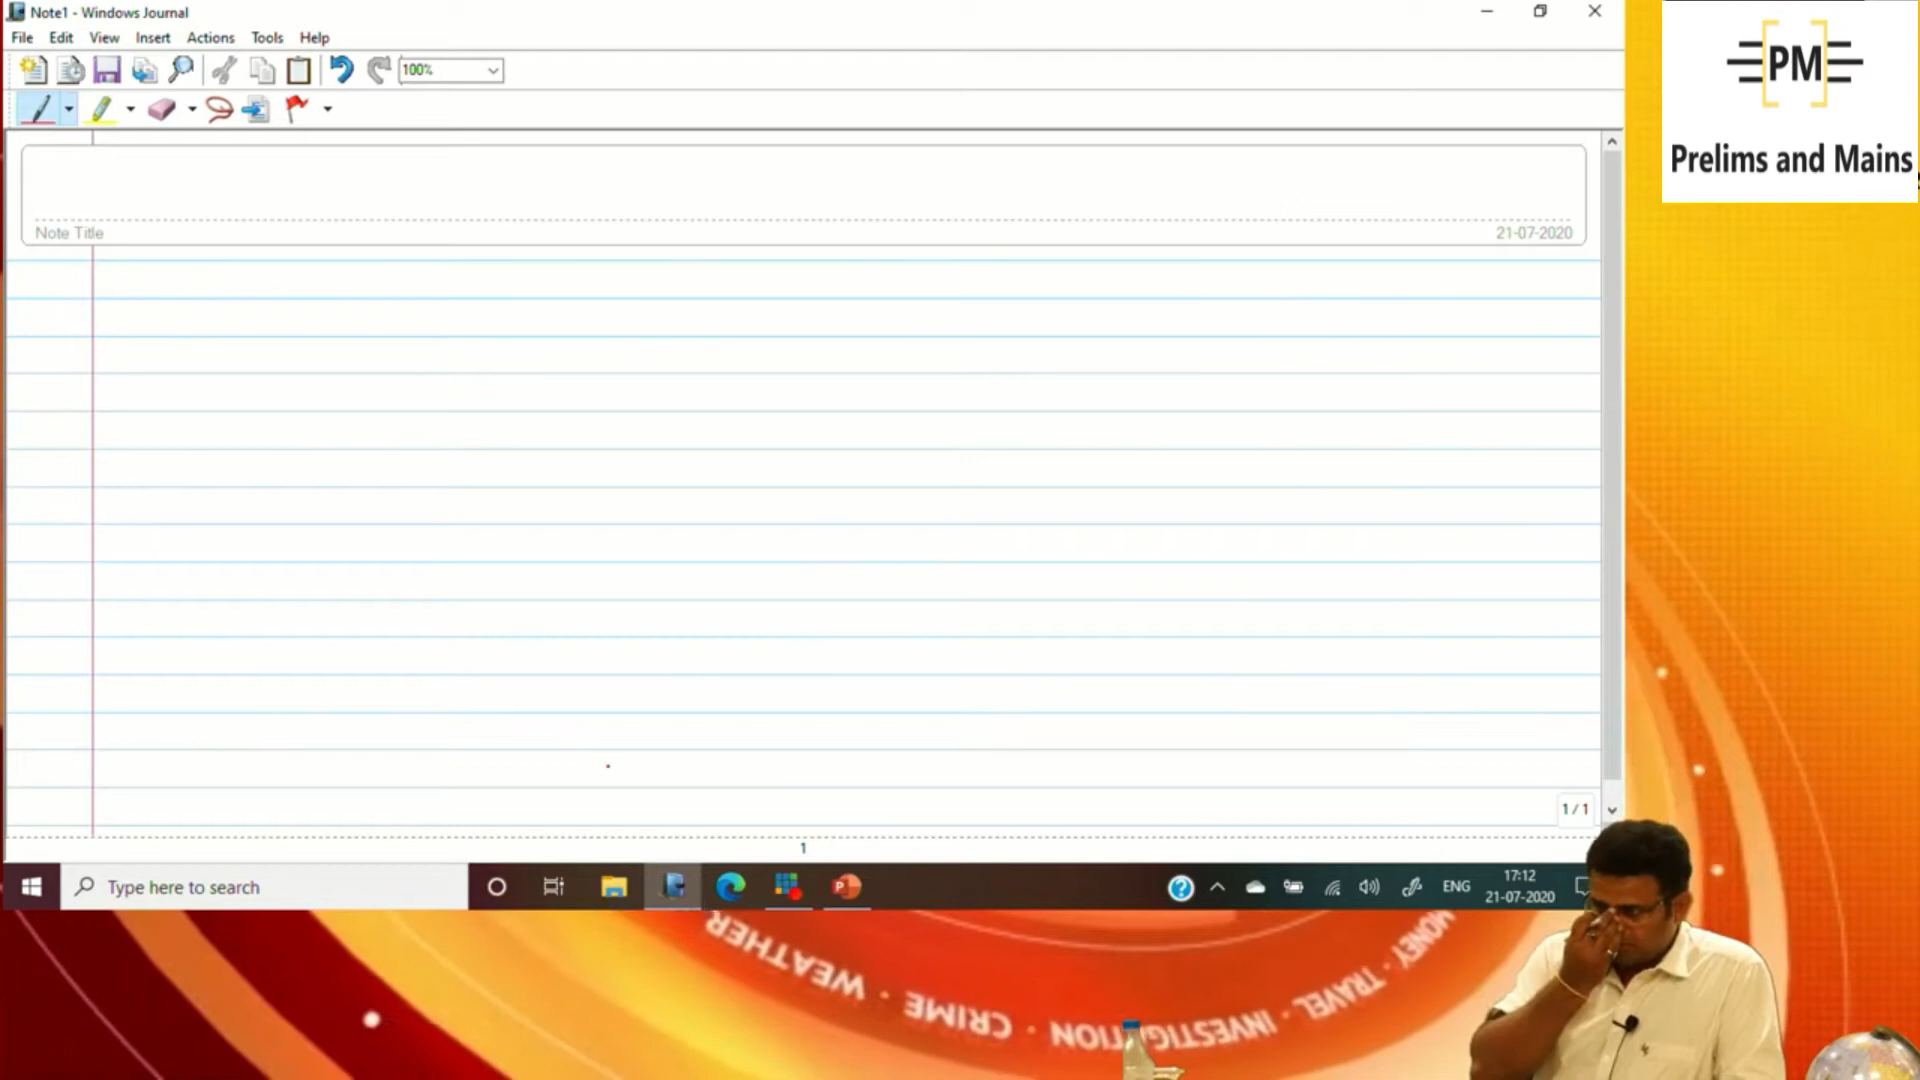 Note1 - Windows Journal
File Edit View Insert Actions Tools Help
100%
Note Title
21-07-2020
1 / 1
1
Type here to search
ENG
17:12
21-07-2020
PM
Prelims and Mains
WEATHER · CRIME · INVESTIGATION · TRAVEL · MONEY